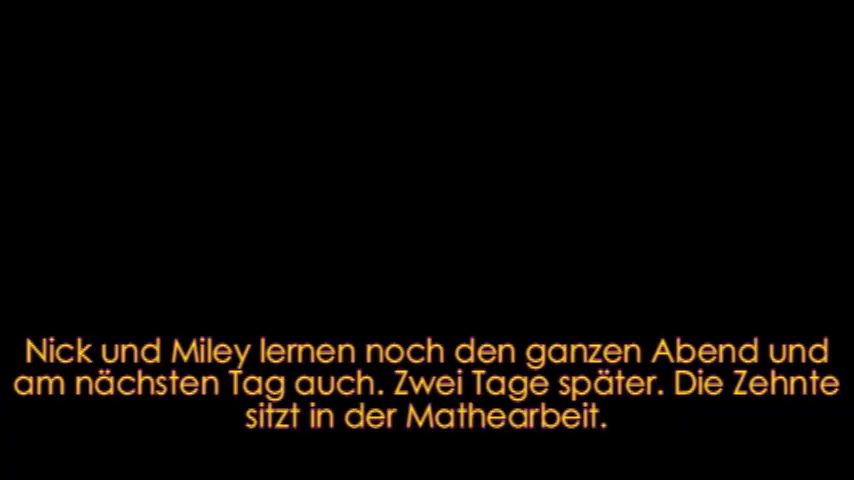 Nick und Miley lernen noch den ganzen Abend und
am nächsten Tag auch. Zwei Tage später. Die Zehnte
sitzt in der Mathearbeit.